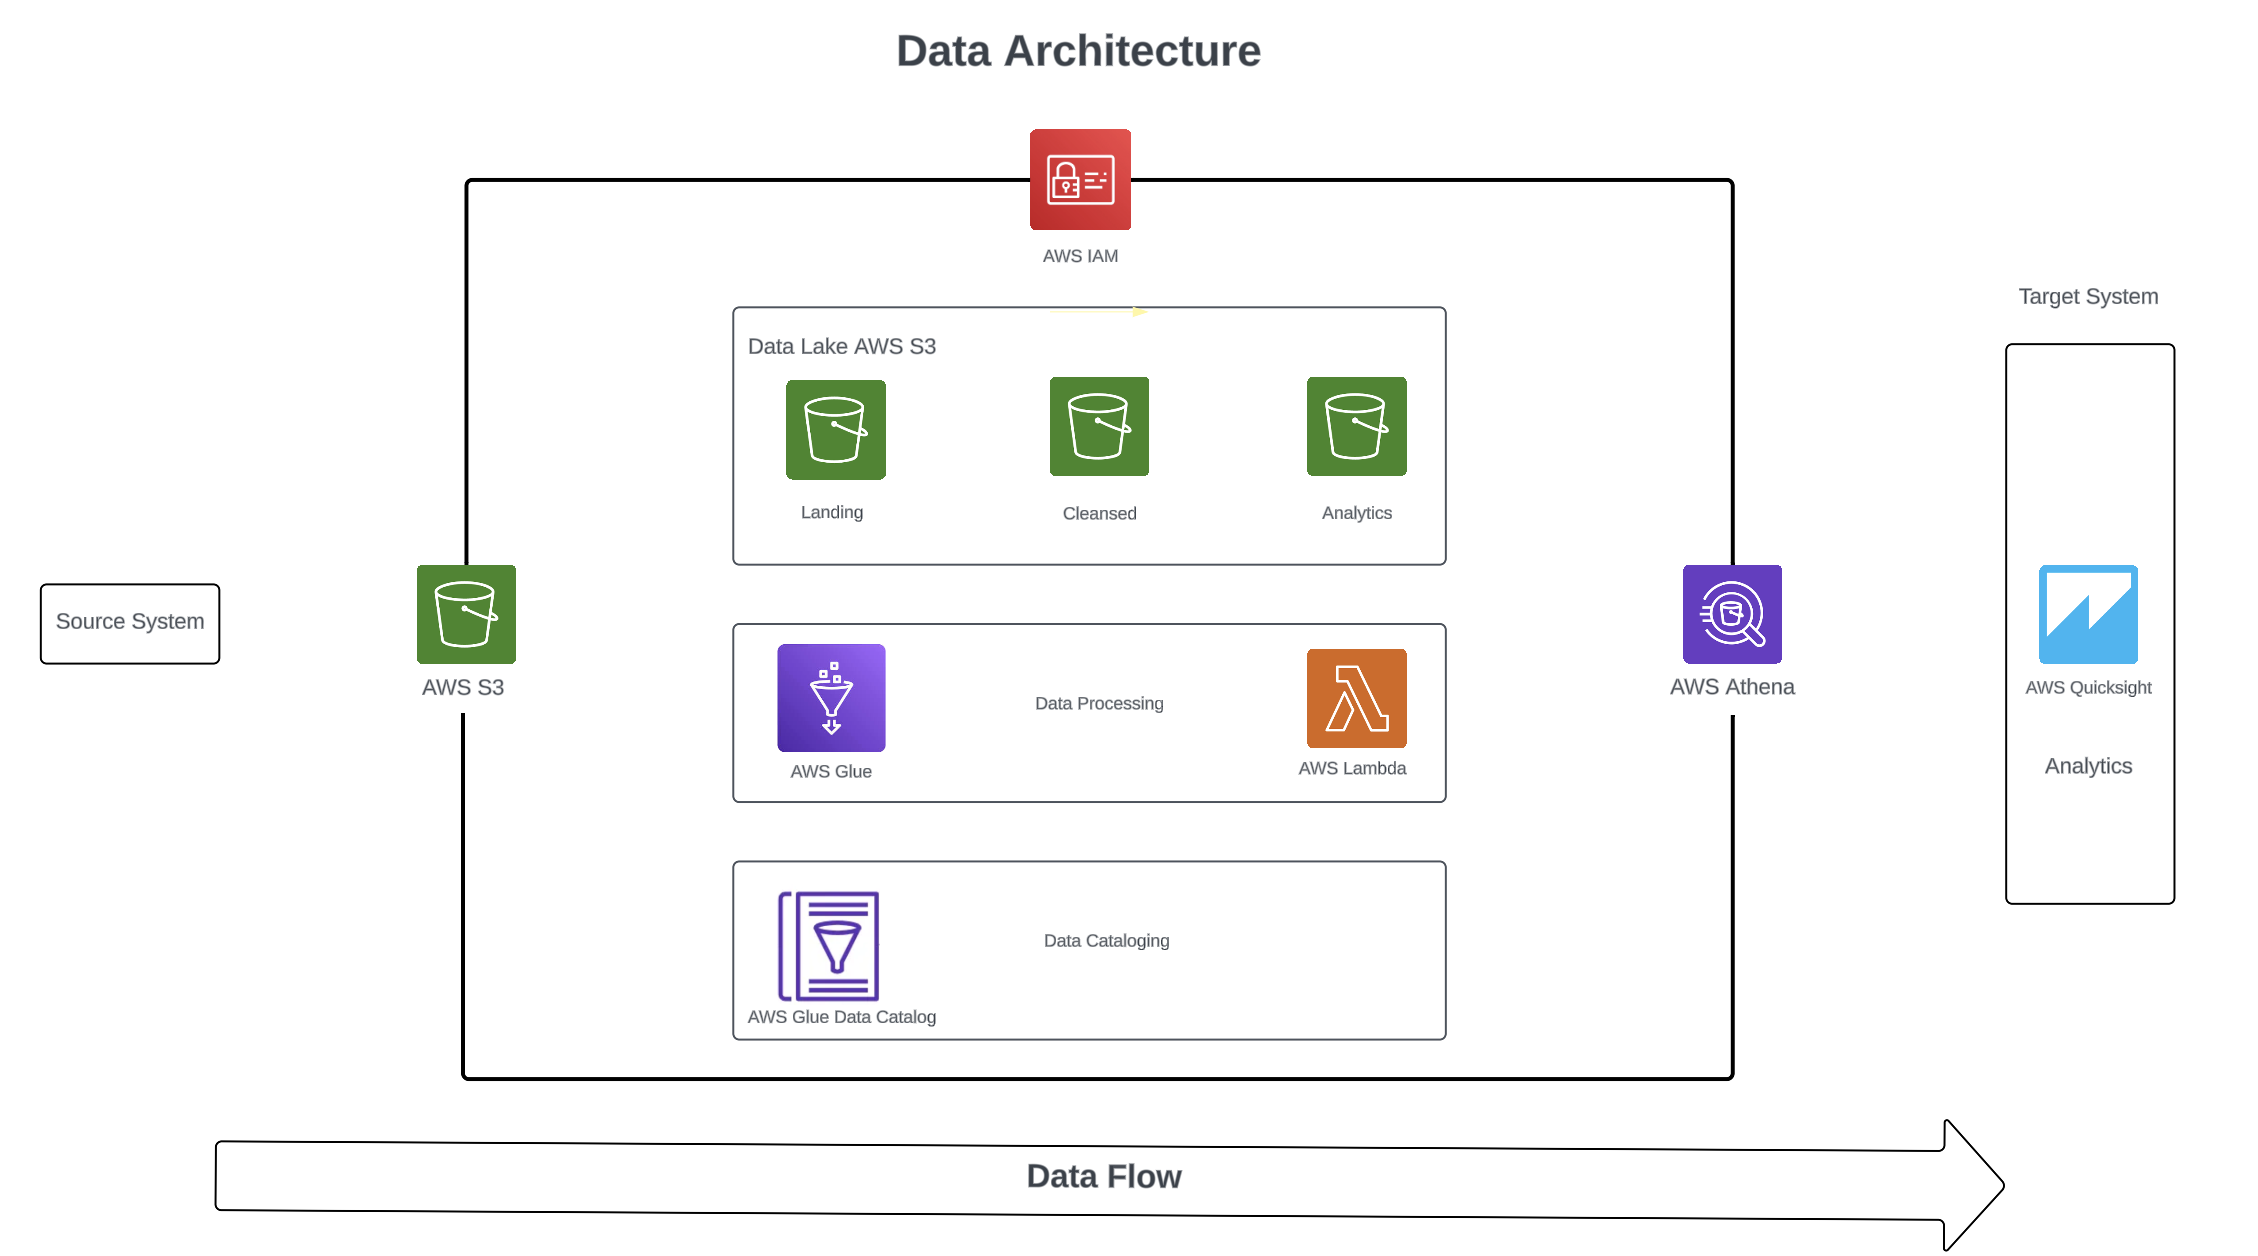 Data Architecture
AWS IAM
Target System
Data Lake AWS S3
Landing
Cleansed
Analytics
Source System
AWS S3
Data Processing
AWS Glue
AWS Lambda
AWS Athena
AWS Quicksight
Analytics
Data Cataloging
AWS Glue Data Catalog
Data Flow